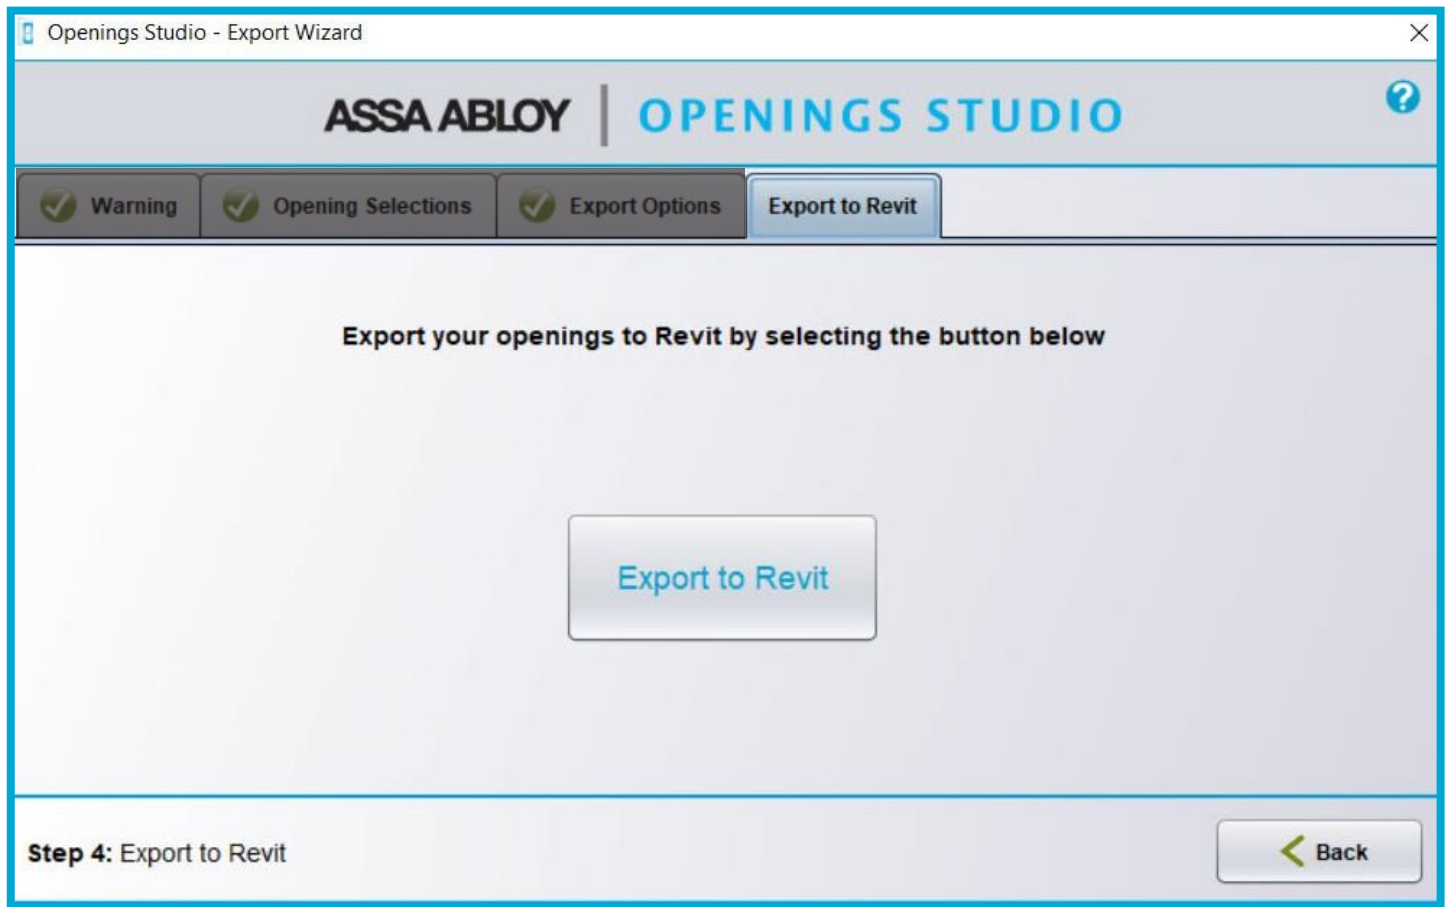 Openings Studio - Export Wizard
ASSA ABLOY | OPENINGS STUDIO
?
Warning
Opening Selections
Export Options
Export to Revit
Export your openings to Revit by selecting the button below
Export to Revit
Step 4: Export to Revit
Back